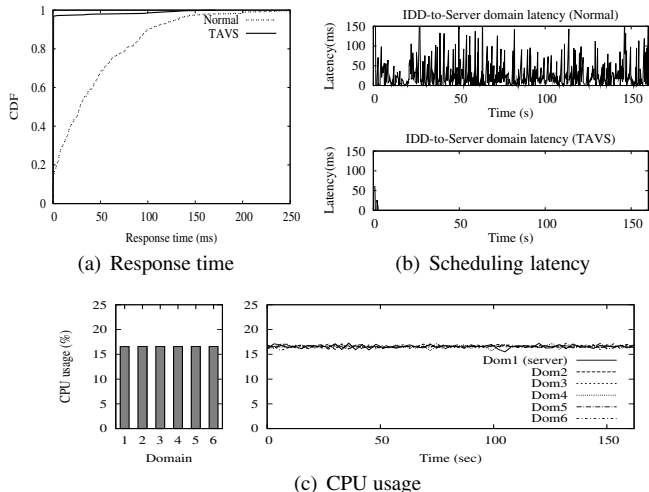 1
0.8
0.6
0.4
0.2
0
CDF
Normal
TAVS
0 50 100 150 200 250
Response time (ms)
(a) Response time
IDD-to-Server domain latency (Normal)
Latency(ms)
150
100
50
0
0 50 100 150
Time (s)
IDD-to-Server domain latency (TAVS)
Latency(ms)
150
100
50
0
0 50 100 150
Time (s)
(b) Scheduling latency
CPU usage (%)
25
20
15
10
5
0
1 2 3 4 5 6
Domain
25
20
15
10
5
0
Dom1 (server)
Dom2
Dom3
Dom4
Dom5
Dom6
0 50 100 150
Time (sec)
(c) CPU usage